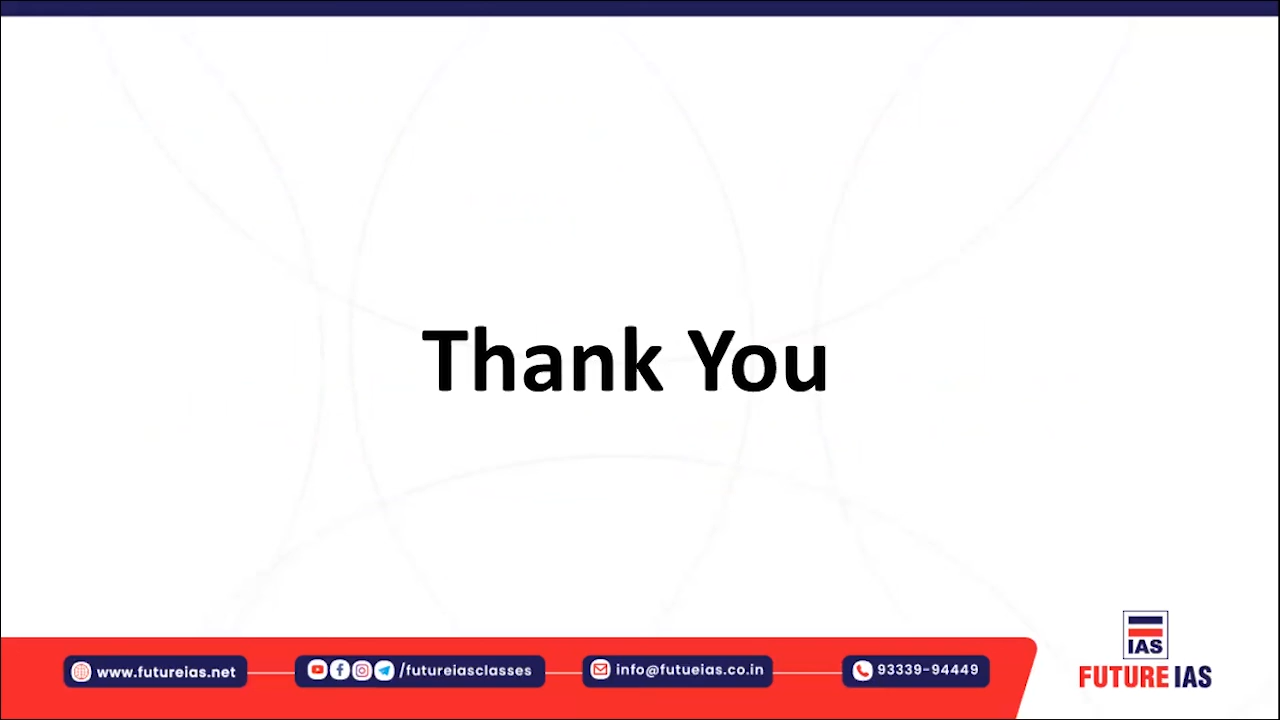 Thank You
www.futureias.net
/futureiasclasses
info@futueias.co.in
93339-94449
IAS
FUTURE IAS